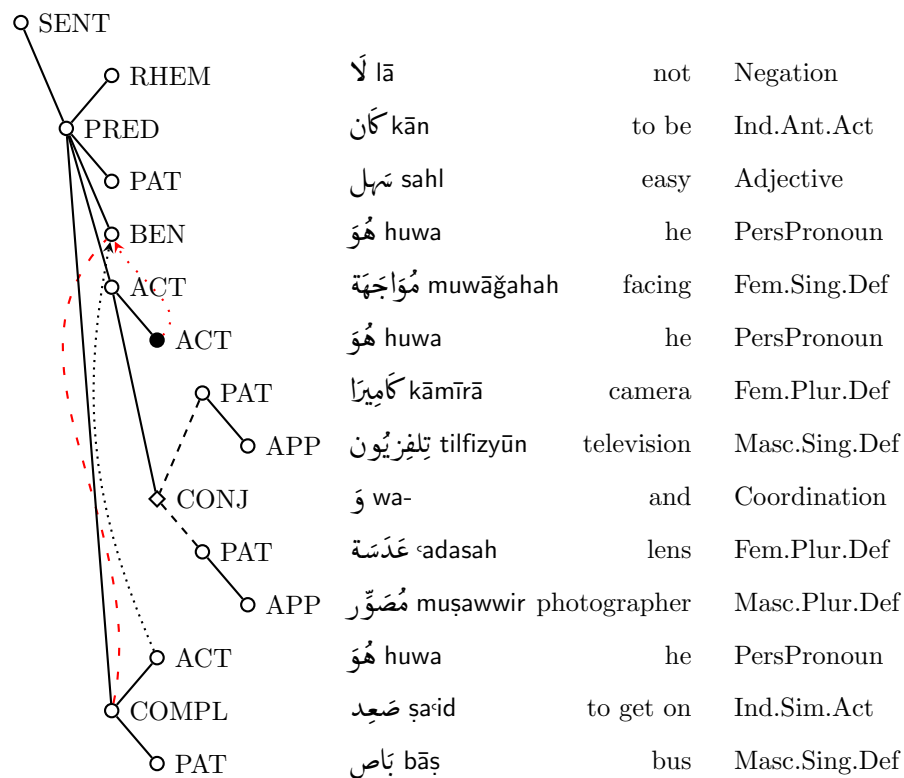 SENT
RHEM لَا lā not Negation
PRED كَان kān to be Ind.Ant.Act
PAT سَهل sahl easy Adjective
BEN هُوَ huwa he PersPronoun
ACT مُوَاجَهَة muwāǧahah facing Fem.Sing.Def
ACT هُوَ huwa he PersPronoun
PAT كَامِيرَا kāmīrā camera Fem.Plur.Def
APP تِلفِزيُون tilfizyūn television Masc.Sing.Def
CONJ وَ wa- and Coordination
PAT عَدَسَة ʿadasah lens Fem.Plur.Def
APP مُصَوِّر muṣawwir photographer Masc.Plur.Def
ACT هُوَ huwa he PersPronoun
COMPL صَعِد ṣaʿid to get on Ind.Sim.Act
PAT بَاص bāṣ bus Masc.Sing.Def